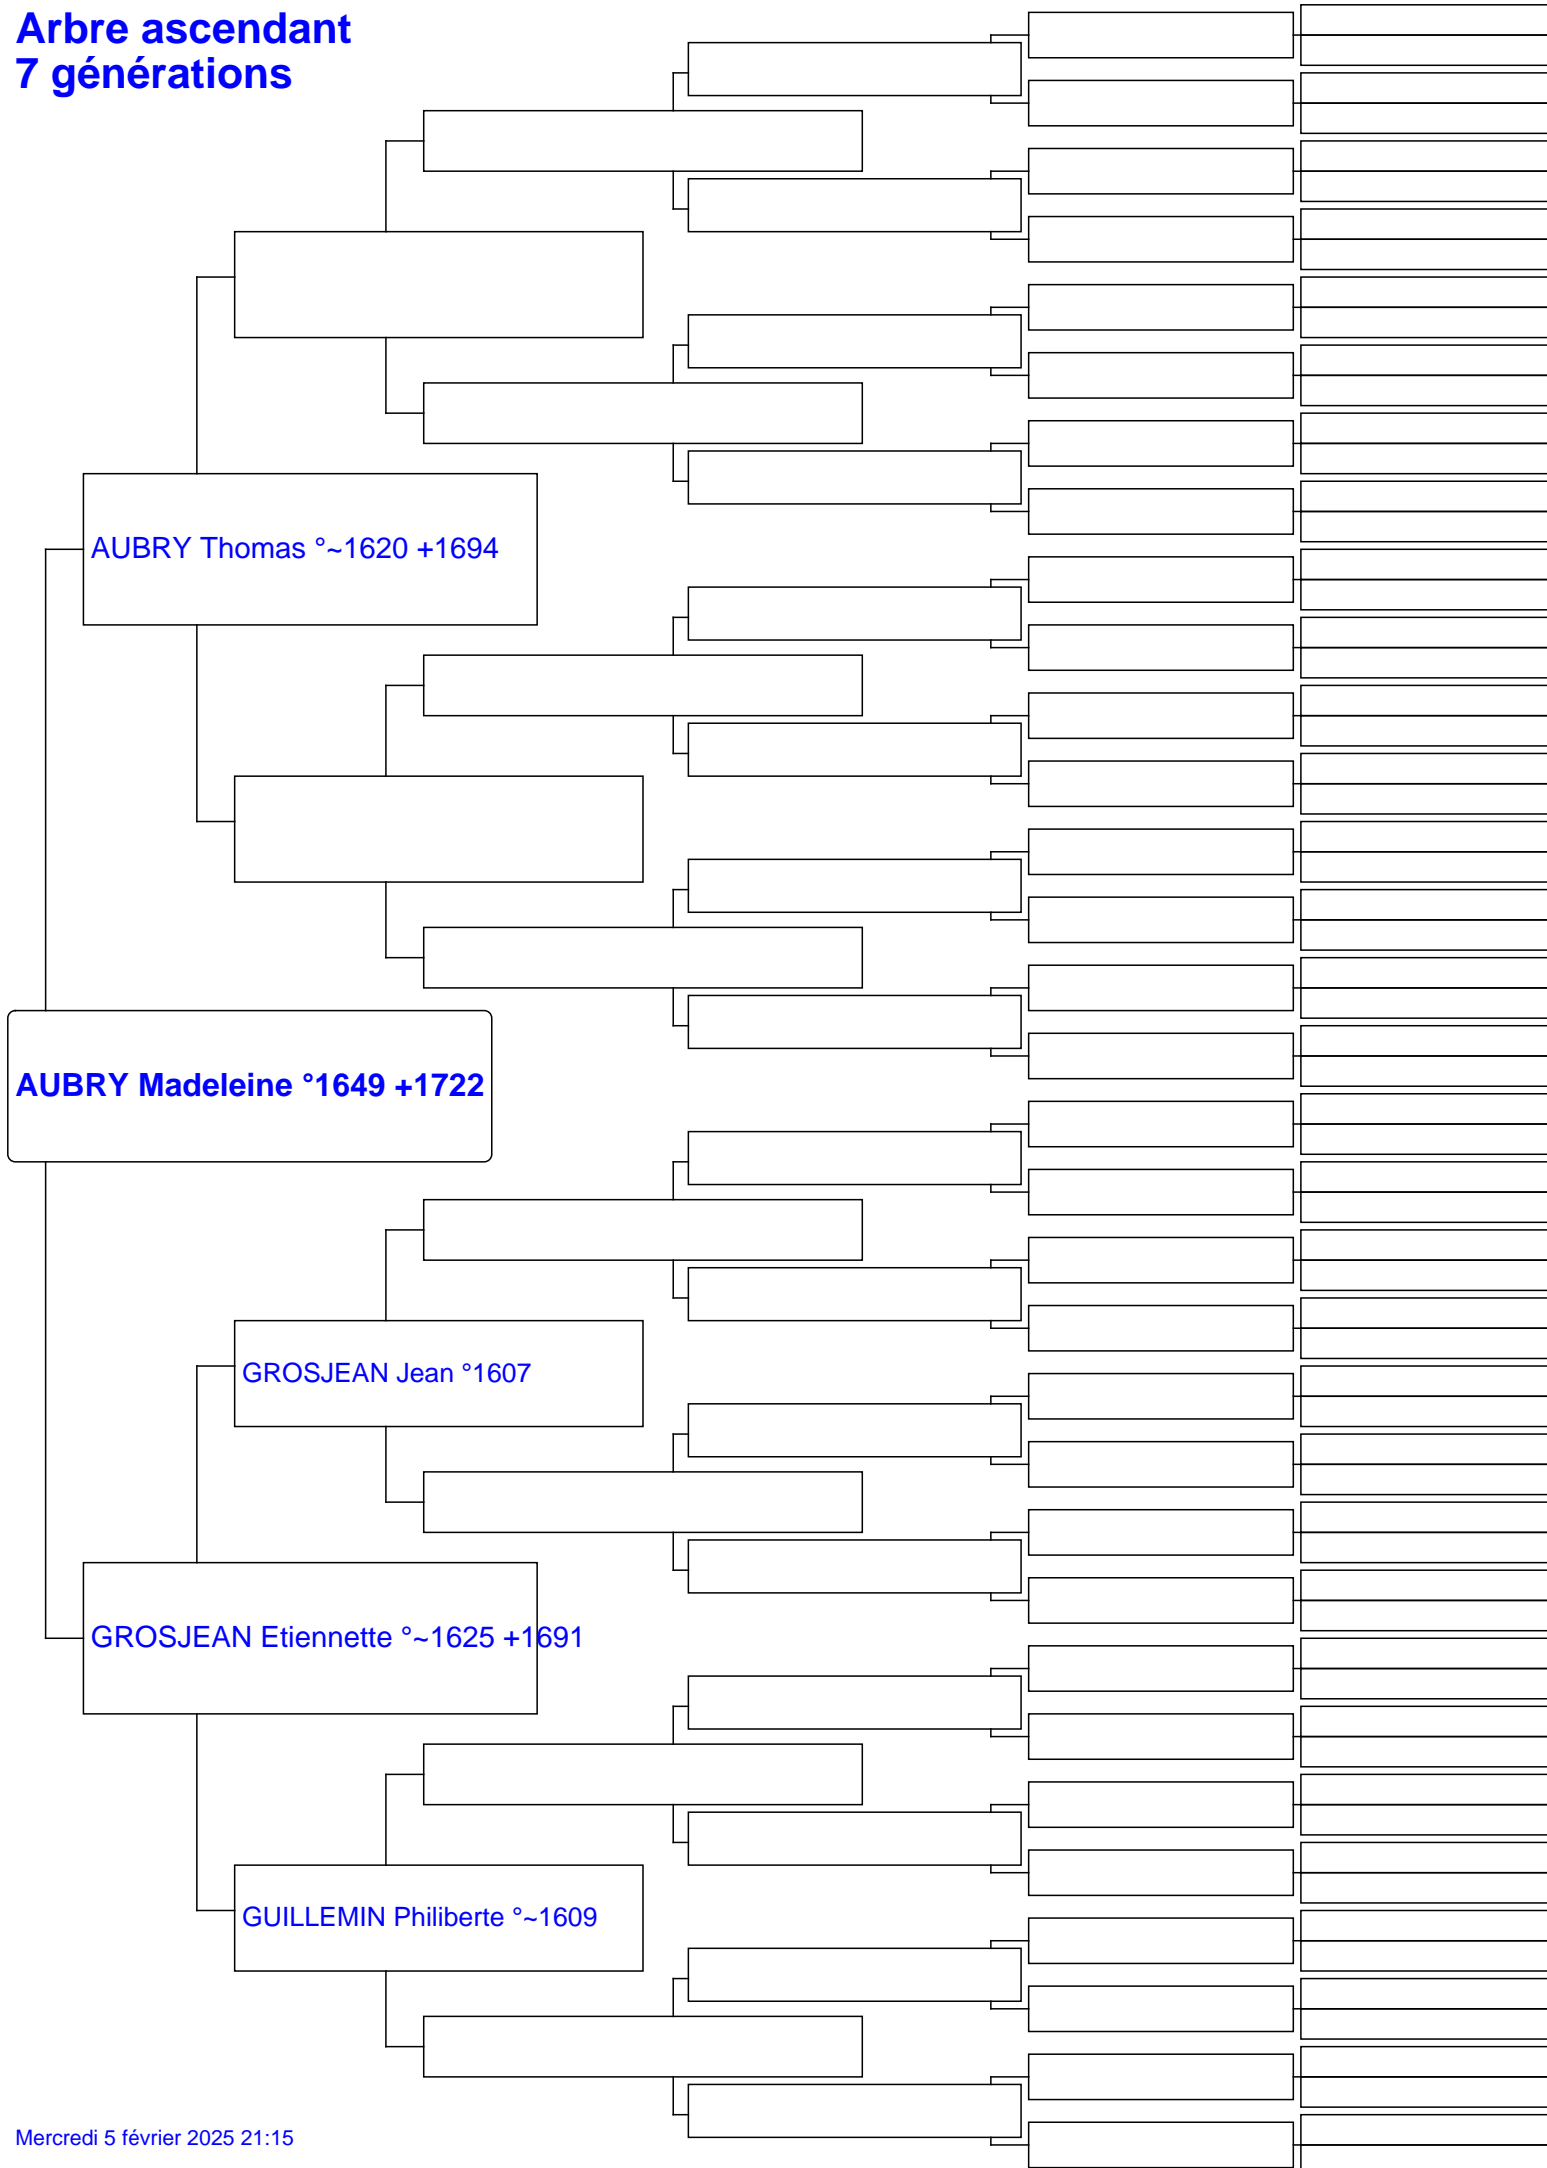 Arbre ascendant
7 générations
AUBRY Thomas °~1620 +1694
AUBRY Madeleine °1649 +1722
GROSJEAN Jean °1607
GROSJEAN Etiennette °~1625 +1691
GUILLEMIN Philiberte °~1609
Mercredi 5 février 2025 21:15